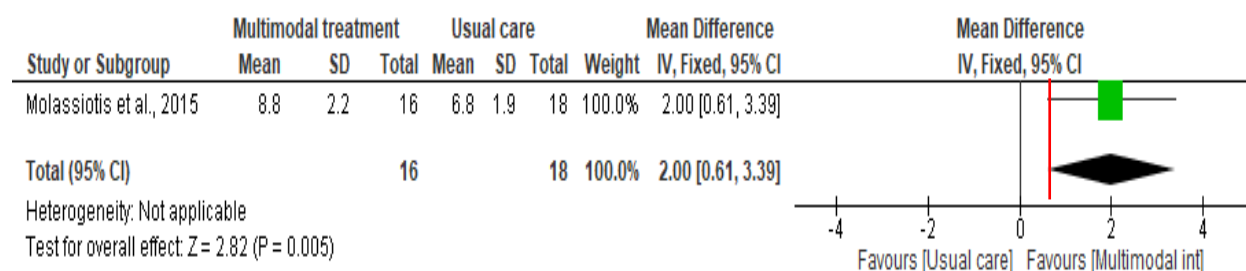 Multimodal treatment Usual care Mean Difference Mean Difference
Study or Subgroup Mean SD Total Mean SD Total Weight IV, Fixed, 95% CI IV, Fixed, 95% CI
Molassiotis et al., 2015 8.8 2.2 16 6.8 1.9 18 100.0% 2.00 [0.61, 3.39]
Total (95% CI) 16 18 100.0% 2.00 [0.61, 3.39]
Heterogeneity: Not applicable
Test for overall effect: Z = 2.82 (P = 0.005)
-4 -2 0 2 4
Favours [Usual care] Favours [Multimodal int]